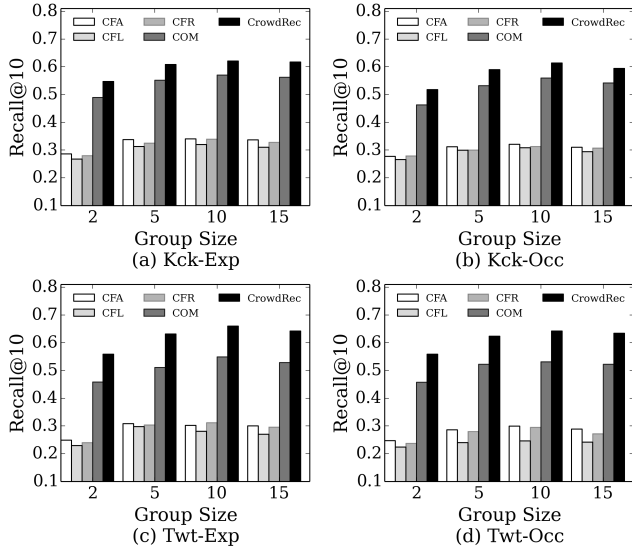 0.8
0.7
0.6
0.5
0.4
0.3
0.2
0.1
Recall@10
CFA CFR CrowdRec
CFL COM
2 5 10 15
Group Size
(a) Kck-Exp
0.8
0.7
0.6
0.5
0.4
0.3
0.2
0.1
Recall@10
CFA CFR CrowdRec
CFL COM
2 5 10 15
Group Size
(b) Kck-Occ
0.8
0.7
0.6
0.5
0.4
0.3
0.2
0.1
Recall@10
CFA CFR CrowdRec
CFL COM
2 5 10 15
Group Size
(c) Twt-Exp
0.8
0.7
0.6
0.5
0.4
0.3
0.2
0.1
Recall@10
CFA CFR CrowdRec
CFL COM
2 5 10 15
Group Size
(d) Twt-Occ